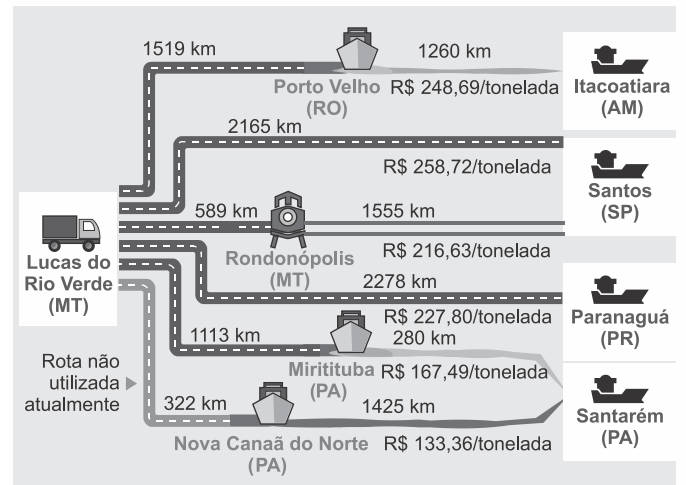 1519 km
1260 km
Porto Velho
(RO)
R$ 248,69/tonelada
Itacoatiara
(AM)
2165 km
R$ 258,72/tonelada
Santos
(SP)
589 km
1555 km
Rondonópolis
(MT)
R$ 216,63/tonelada
Lucas do
Rio Verde
(MT)
2278 km
R$ 227,80/tonelada
Paranaguá
(PR)
1113 km
280 km
Miritituba
(PA)
R$ 167,49/tonelada
Rota não
utilizada
atualmente
322 km
1425 km
Nova Canaã do Norte
(PA)
R$ 133,36/tonelada
Santarém
(PA)